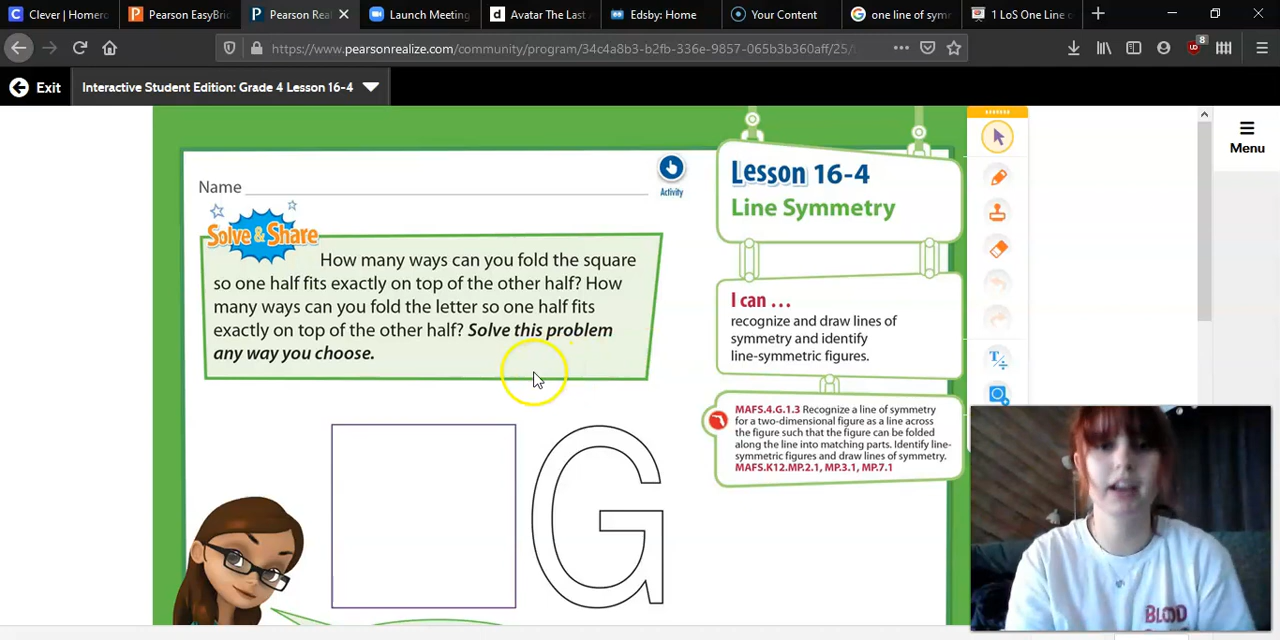 Clever | Homero
Pearson EasyBri
Pearson Rea
Launch Meeting
Avatar The Last
Edsby: Home
Your Content
one line of sym
1 LoS One Line o
https://www.pearsonrealize.com/community/program/34c4a8b3-b2fb-336e-9857-065b3b360aff/25/
8
Exit
Interactive Student Edition: Grade 4 Lesson 16-4
Menu
Name
Activity
Lesson 16-4
Line Symmetry
Solve & Share
How many ways can you fold the square
so one half fits exactly on top of the other half? How
many ways can you fold the letter so one half fits
exactly on top of the other half? Solve this problem
any way you choose.
I can ...
recognize and draw lines of
symmetry and identify
line-symmetric figures.
MAFS.4.G.1.3 Recognize a line of symmetry
for a two-dimensional figure as a line across
the figure such that the figure can be folded
along the line into matching parts. Identify line-
symmetric figures and draw lines of symmetry.
MAFS.K12.MP.2.1, MP.3.1, MP.7.1
G
BLOOD